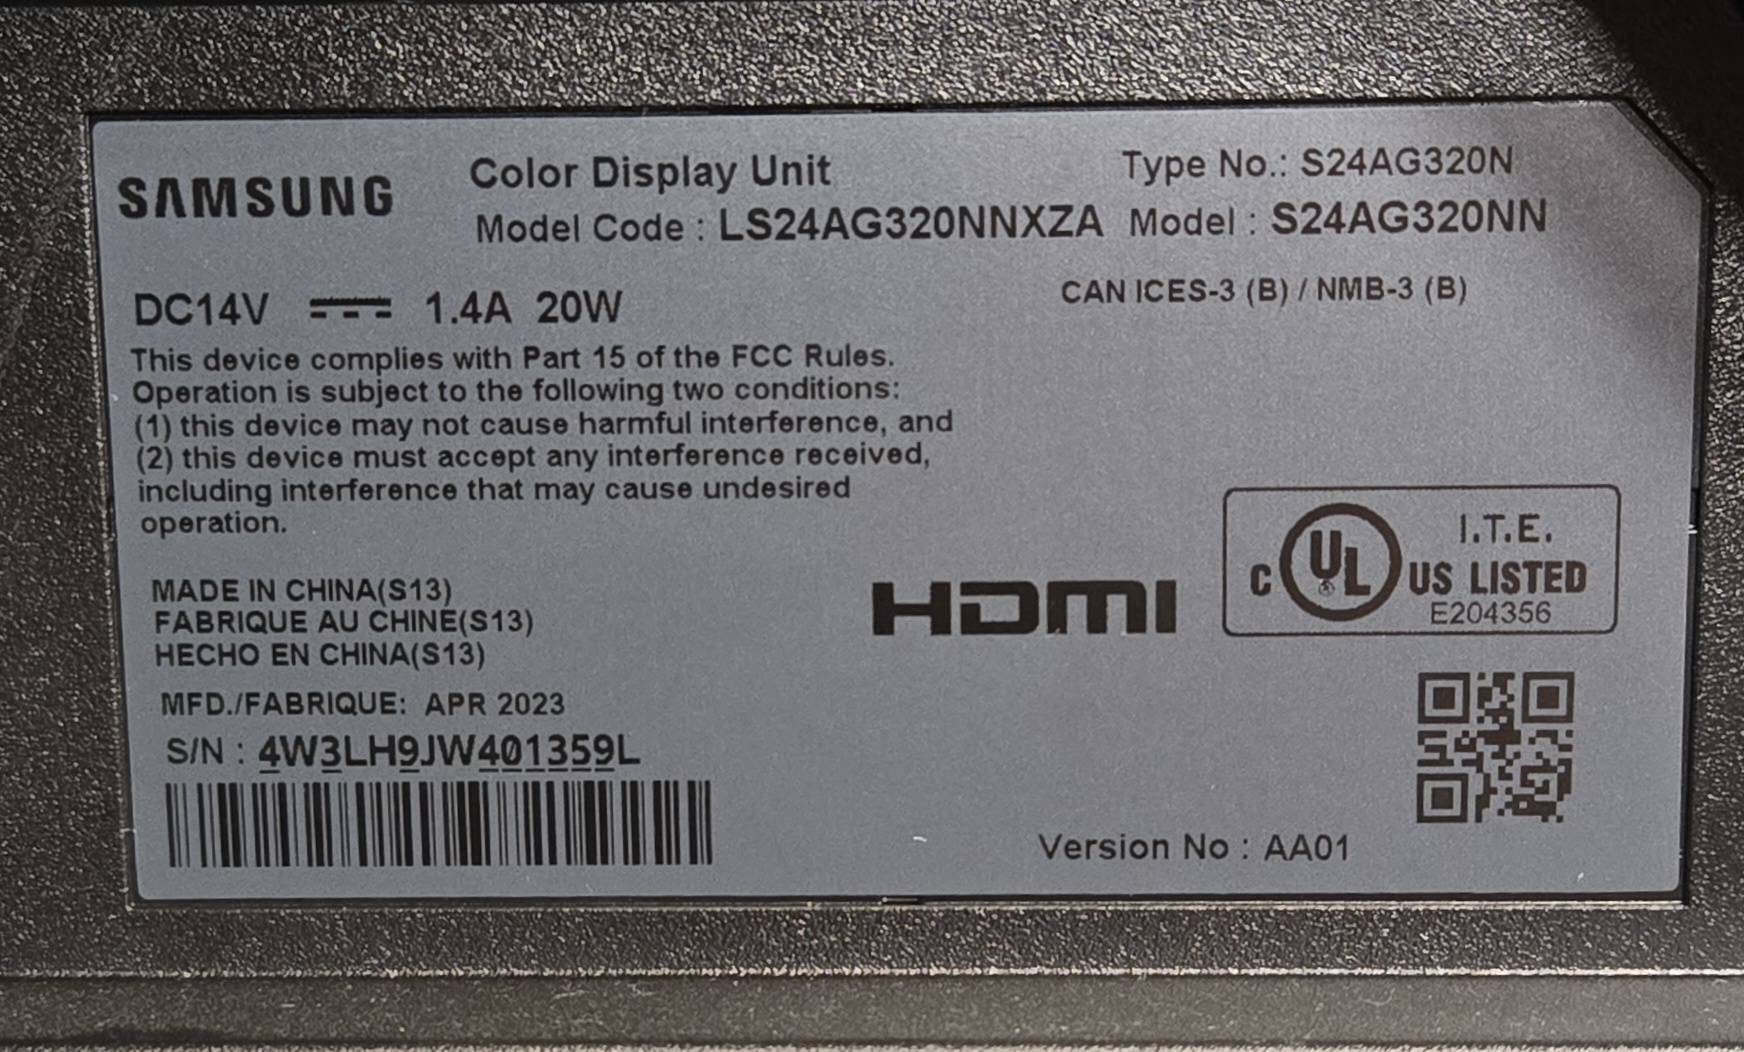 SAMSUNG
Color Display Unit
Type No.: S24AG320N
Model Code : LS24AG320NNXZA Model : S24AG320NN
DC14V ⎓ 1.4A 20W
CAN ICES-3 (B) / NMB-3 (B)
This device complies with Part 15 of the FCC Rules.
Operation is subject to the following two conditions:
(1) this device may not cause harmful interference, and
(2) this device must accept any interference received,
including interference that may cause undesired
operation.
MADE IN CHINA(S13)
FABRIQUE AU CHINE(S13)
HECHO EN CHINA(S13)
HDMI
I.T.E.
C UL® US LISTED
E204356
MFD./FABRIQUE: APR 2023
S/N : 4W3LH9JW401359L
Version No : AA01